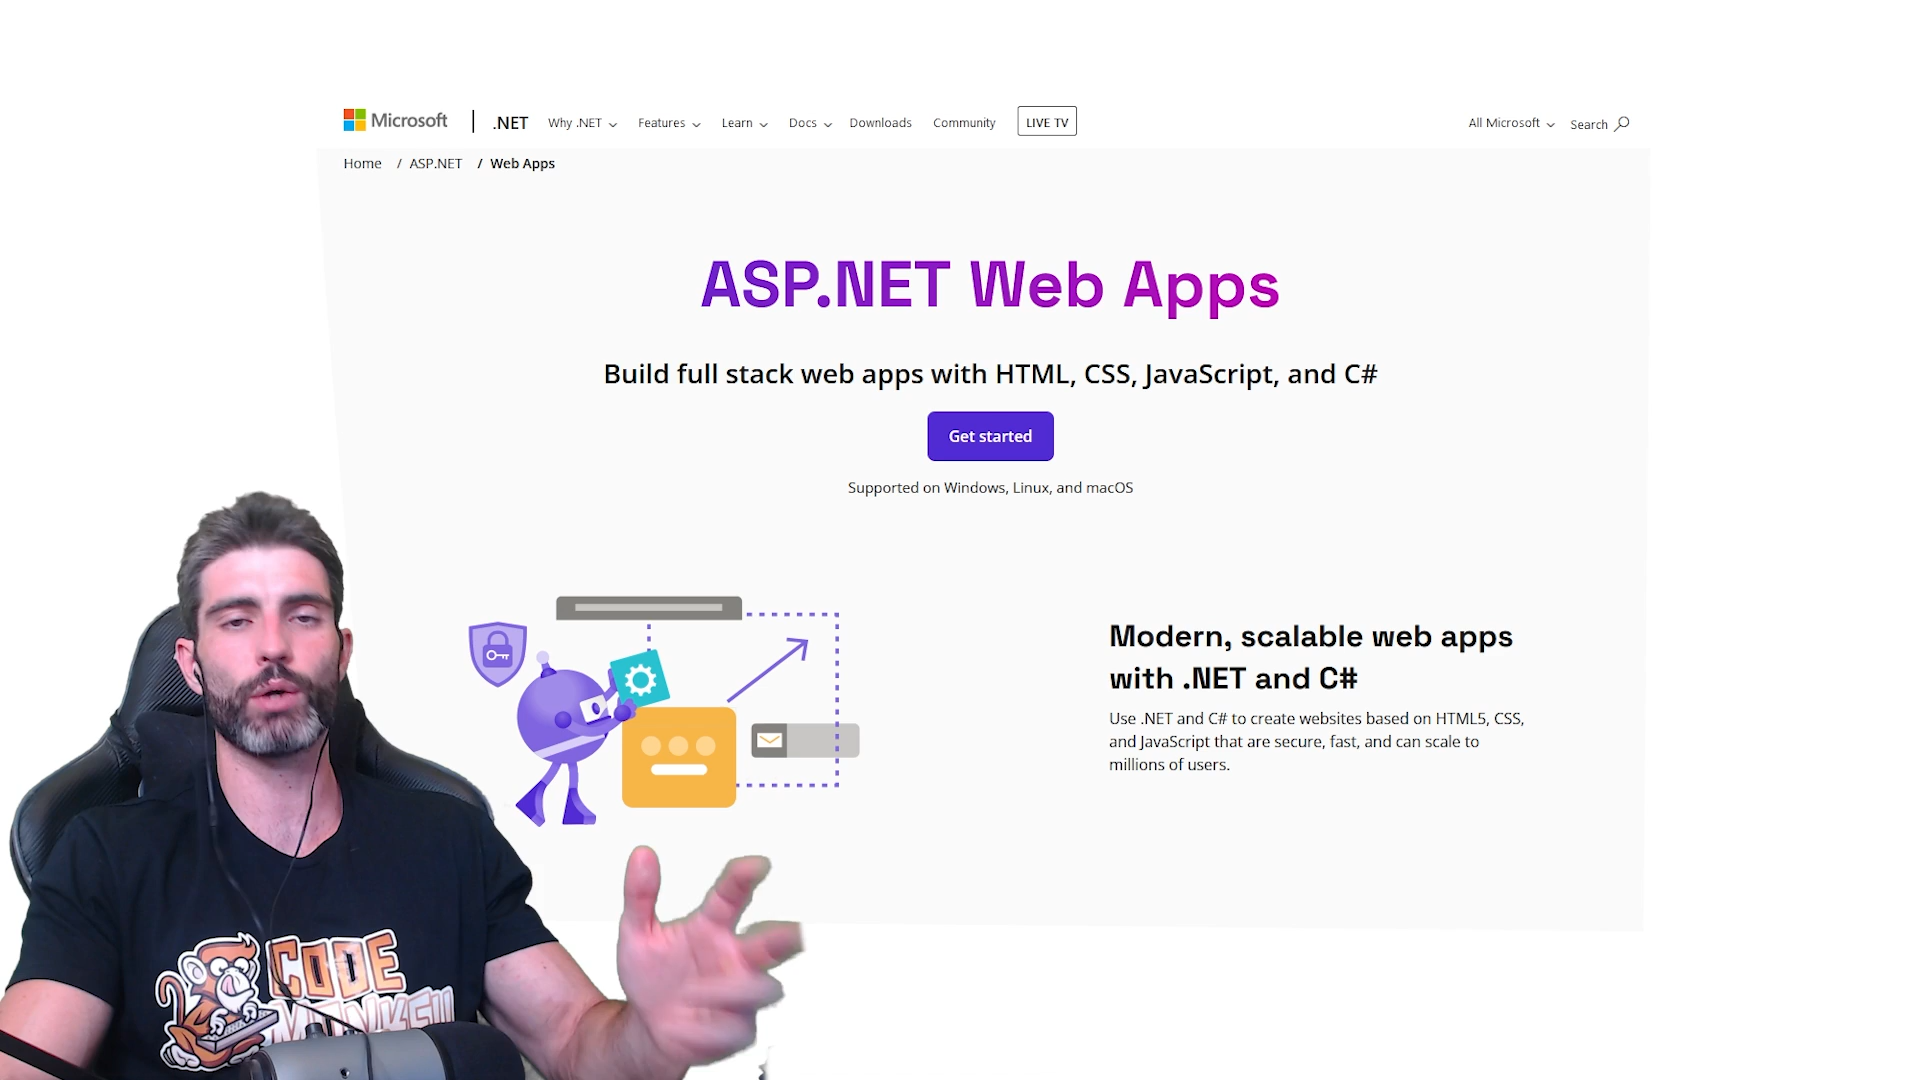 Microsoft | .NET Why .NET Features Learn Docs Downloads Community LIVE TV All Microsoft Search
Home / ASP.NET / Web Apps
ASP.NET Web Apps
Build full stack web apps with HTML, CSS, JavaScript, and C#
Get started
Supported on Windows, Linux, and macOS
Modern, scalable web apps
with .NET and C#
Use .NET and C# to create websites based on HTML5, CSS,
and JavaScript that are secure, fast, and can scale to
millions of users.
CODE
MONKEY